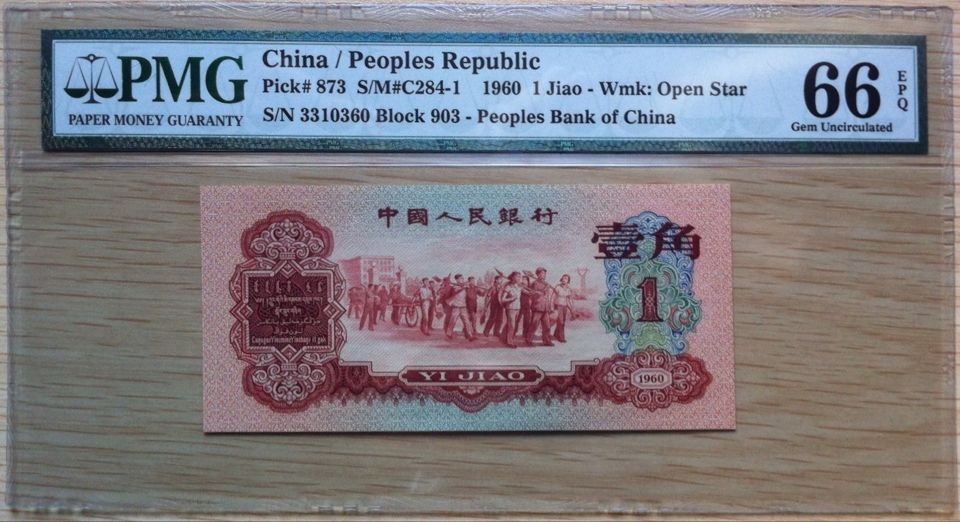 PMG
PAPER MONEY GUARANTY
China / Peoples Republic
Pick# 873 S/M#C284-1 1960 1 Jiao - Wmk: Open Star
S/N 3310360 Block 903 - Peoples Bank of China
66
EPQ
Gem Uncirculated
中國人民銀行
壹角
1
YI JIAO
1960